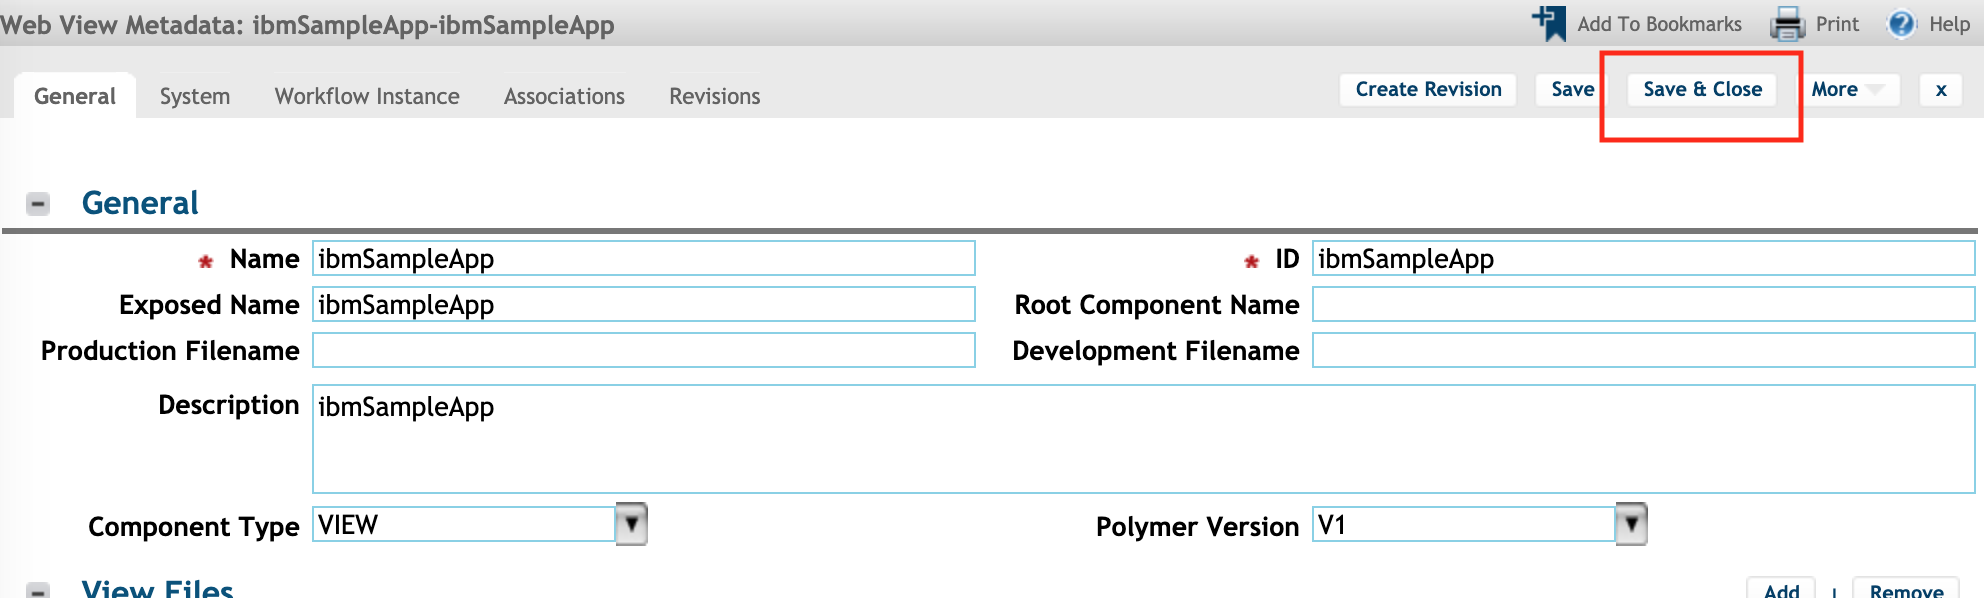 Web View Metadata: ibmSampleApp-ibmSampleApp
Add To Bookmarks
Print
Help
General
System
Workflow Instance
Associations
Revisions
Create Revision
Save
Save & Close
More
x
General
* Name ibmSampleApp
* ID ibmSampleApp
Exposed Name ibmSampleApp
Root Component Name
Production Filename
Development Filename
Description ibmSampleApp
Component Type VIEW
Polymer Version V1
View Files
Add | Remove